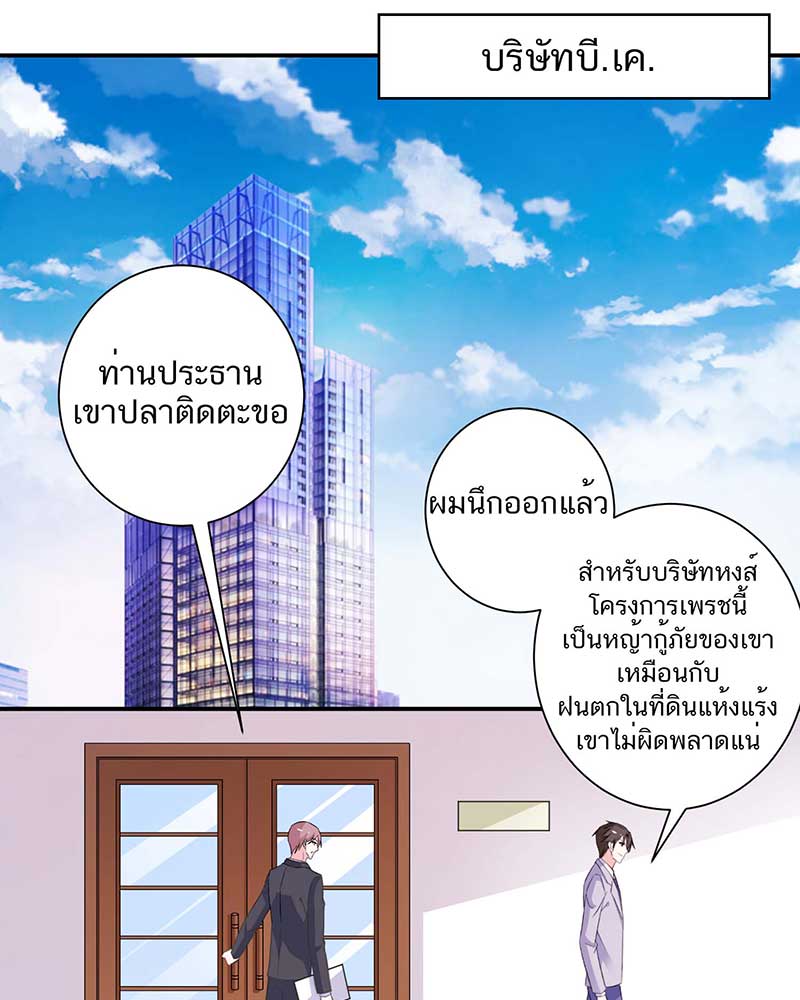 บริษัทบี.เค.
ท่านประธาน
เขาปลาติดตะขอ
ผมนึกออกแล้ว
สำหรับบริษัทหงส์
โครงการเพรชนี้
เป็นหญ้ากู้ภัยของเขา
เหมือนกับ
ฝนตกในที่ดินแห้งแร้ง
เขาไม่ผิดพลาดแน่